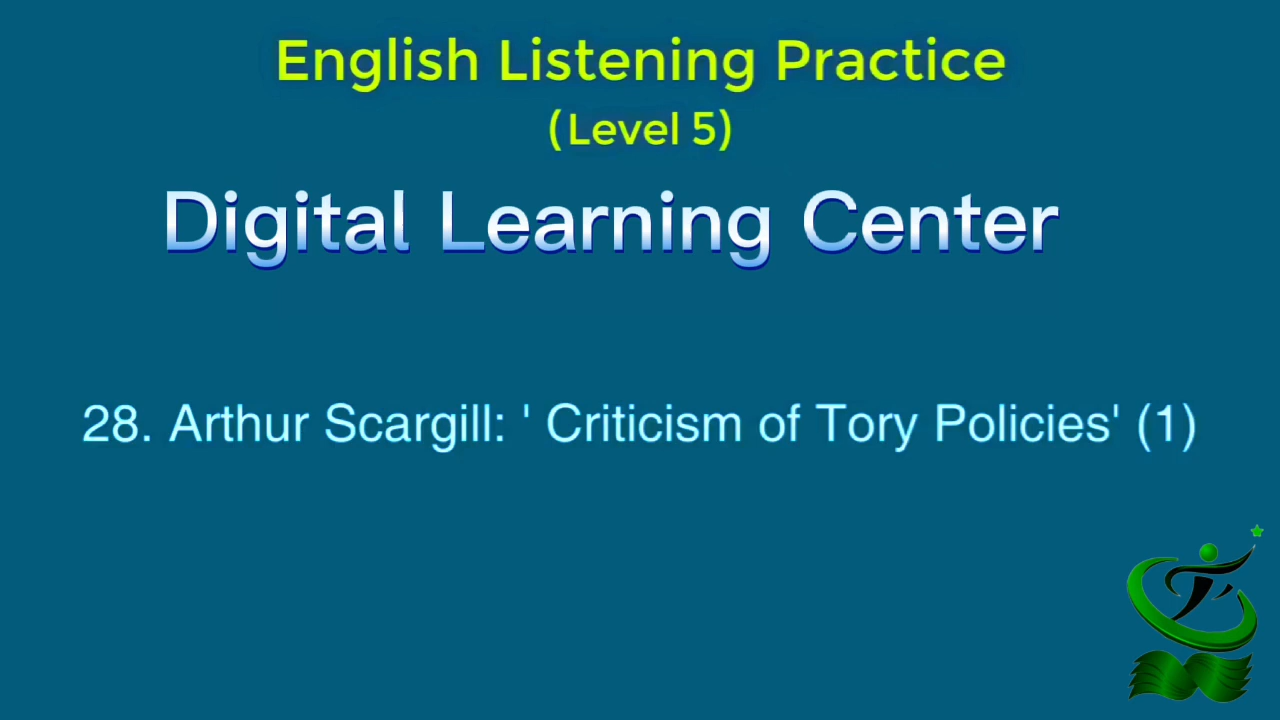 English Listening Practice
(Level 5)
Digital Learning Center
28. Arthur Scargill: ' Criticism of Tory Policies' (1)